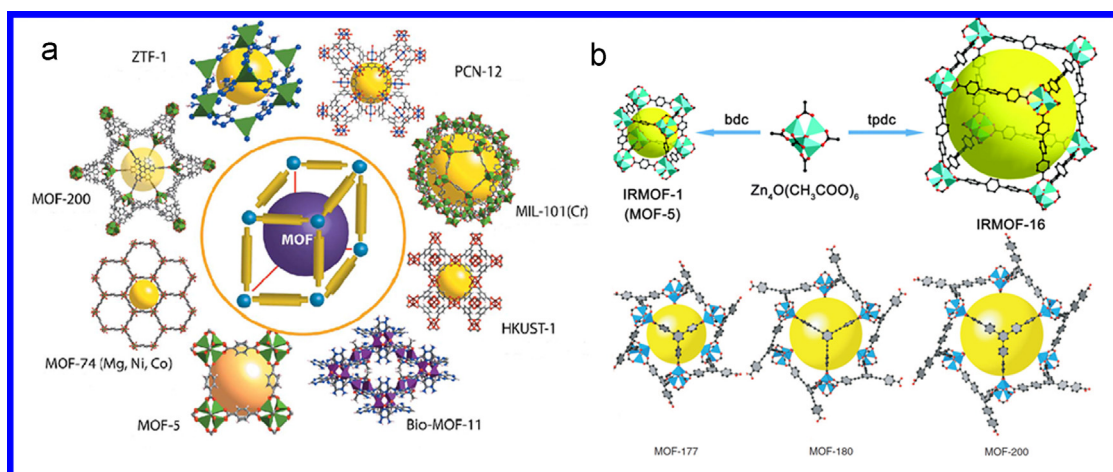 a
ZTF-1
PCN-12
MOF-200
MOF
MIL-101(Cr)
HKUST-1
MOF-74 (Mg, Ni, Co)
MOF-5
Bio-MOF-11
b
bdc
tpdc
IRMOF-1
(MOF-5)
Zn₄O(CH₃COO)₆
IRMOF-16
MOF-177
MOF-180
MOF-200